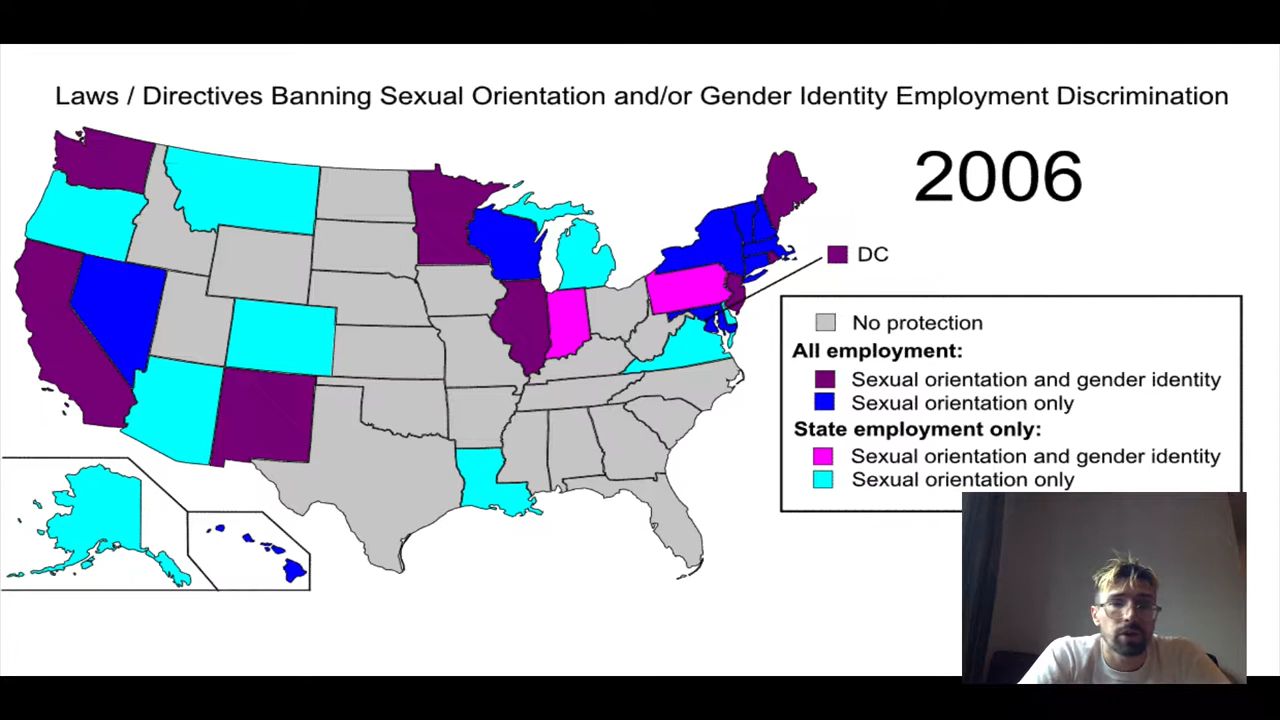 Laws / Directives Banning Sexual Orientation and/or Gender Identity Employment Discrimination
2006
DC
No protection
All employment:
Sexual orientation and gender identity
Sexual orientation only
State employment only:
Sexual orientation and gender identity
Sexual orientation only